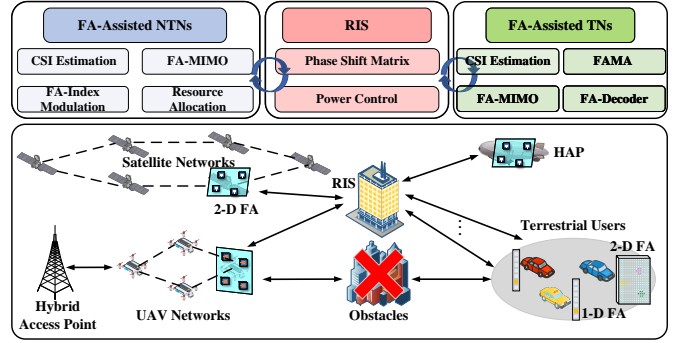 FA-Assisted NTNs
CSI Estimation
FA-MIMO
FA-Index
Modulation
Resource
Allocation
RIS
Phase Shift Matrix
Power Control
FA-Assisted TNs
CSI Estimation
FAMA
FA-MIMO
FA-Decoder
Satellite Networks
2-D FA
RIS
HAP
Terrestrial Users
2-D FA
1-D FA
Hybrid
Access Point
UAV Networks
Obstacles